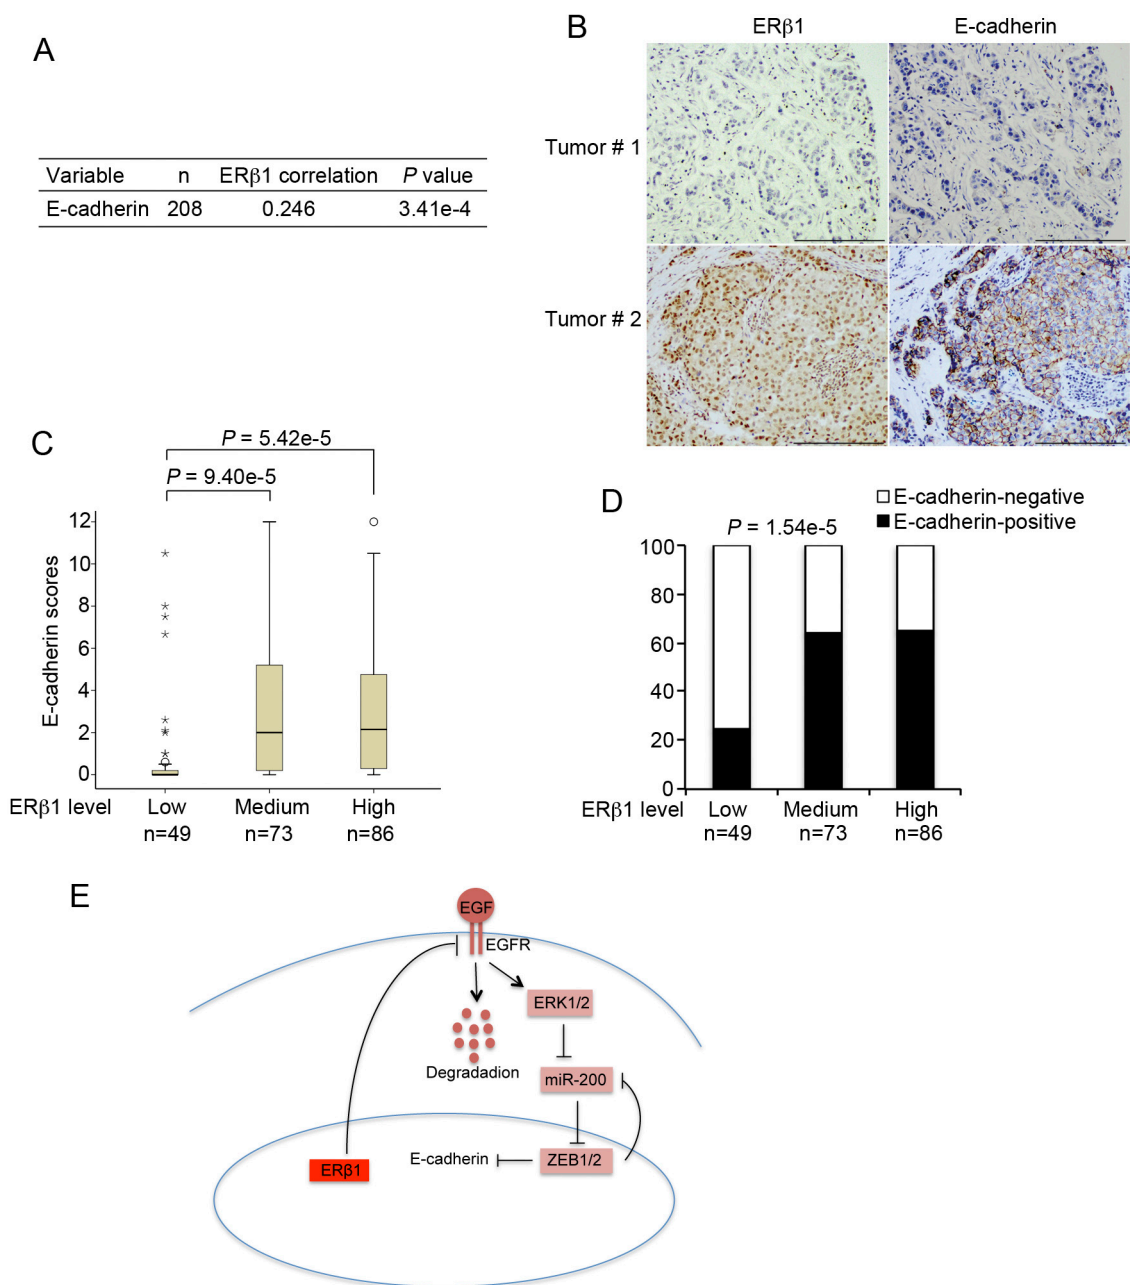 A
Variable n ERβ1 correlation P value
E-cadherin 208 0.246 3.41e-4
B
ERβ1 E-cadherin
Tumor # 1
Tumor # 2
C
P = 5.42e-5
P = 9.40e-5
E-cadherin scores
12
10
8
6
4
2
0
ERβ1 level Low Medium High
n=49 n=73 n=86
D
E-cadherin-negative
E-cadherin-positive
P = 1.54e-5
100
80
60
40
20
0
ERβ1 level Low Medium High
n=49 n=73 n=86
E
EGF
EGFR
ERK1/2
Degradadion
miR-200
E-cadherin
ZEB1/2
ERβ1